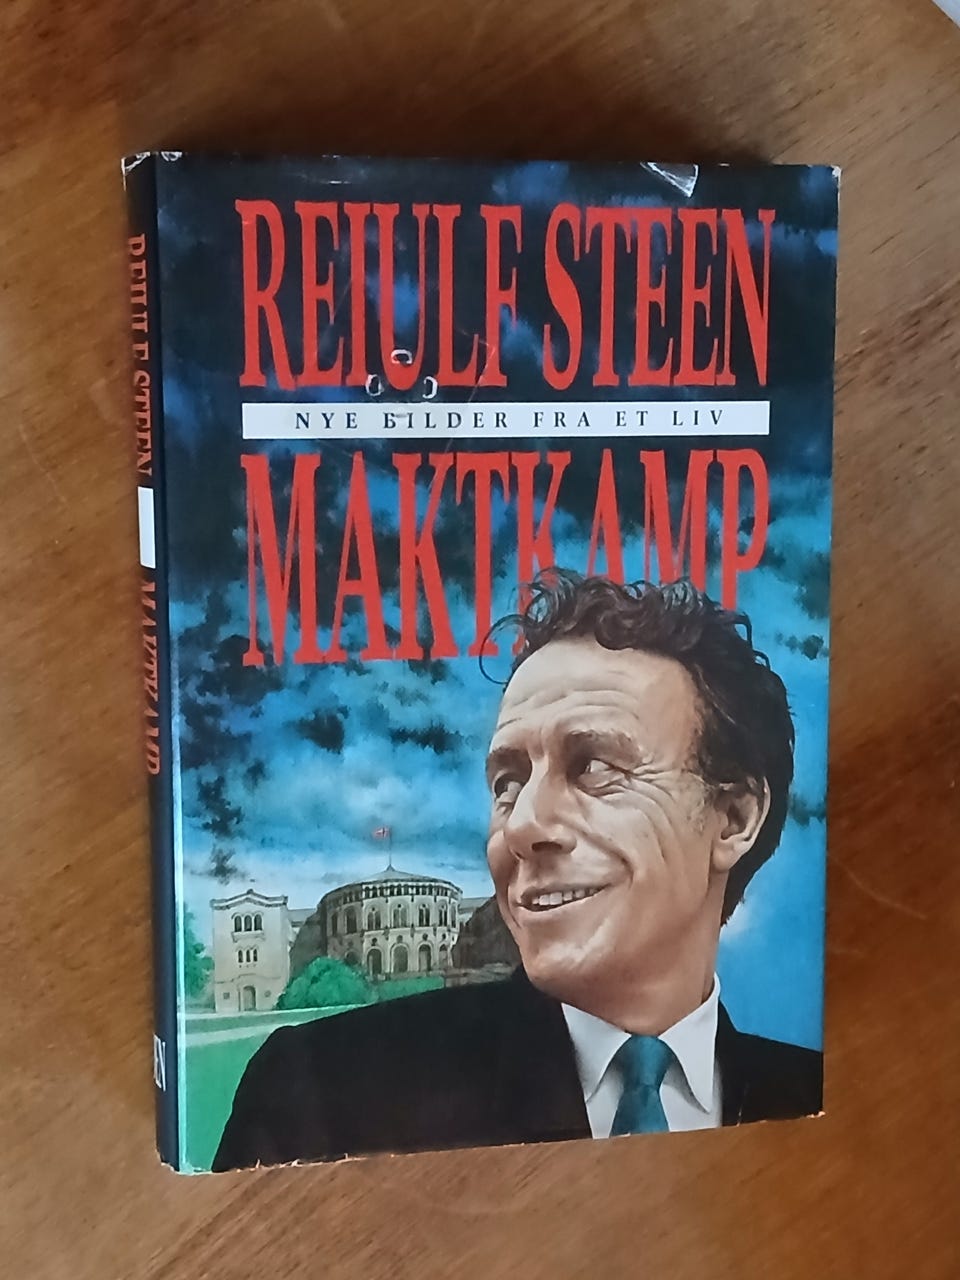 REIULF STEEN
NYE BILDER FRA ET LIV
MAKTKAMP
REIULF STEEN
MAKTKAMP